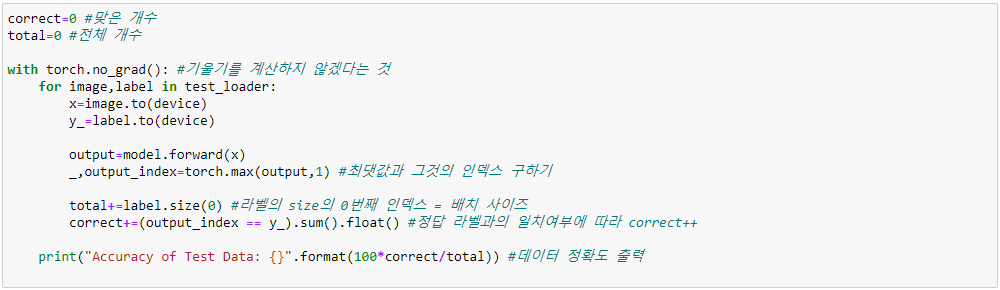 correct=0 #맞은 개수
total=0 #전체 개수
with torch.no_grad(): #기울기를 계산하지 않겠다는 것
    for image,label in test_loader:
        x=image.to(device)
        y_=label.to(device)
        output=model.forward(x)
        _,output_index=torch.max(output,1) #최댓값과 그것의 인덱스 구하기
        total+=label.size(0) #라벨의 size의 0번째 인덱스 = 배치 사이즈
        correct+=(output_index == y_).sum().float() #정답 라벨과의 일치여부에 따라 correct++
    print("Accuracy of Test Data: {}".format(100*correct/total)) #데이터 정확도 출력